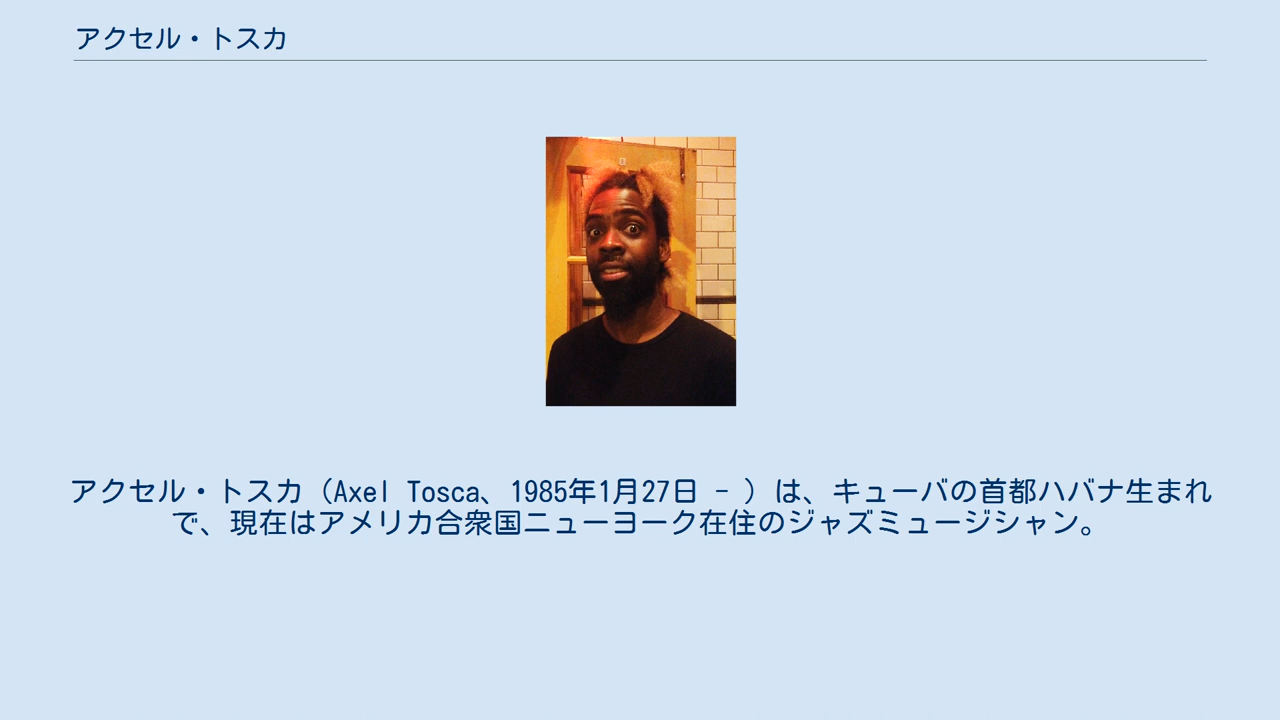 アクセル・トスカ
アクセル・トスカ（Axel Tosca、1985年1月27日 - ）は、キューバの首都ハバナ生まれ
で、現在はアメリカ合衆国ニューヨーク在住のジャズミュージシャン。